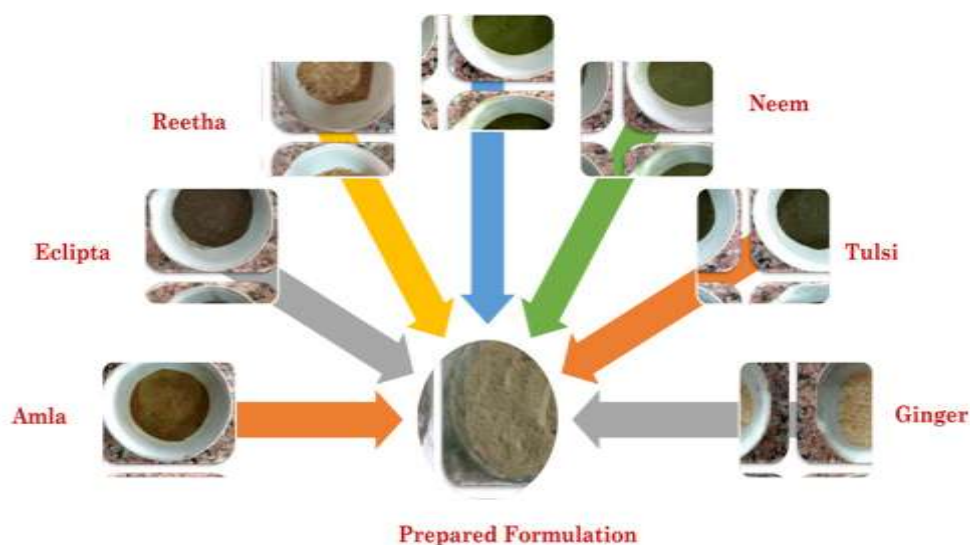 Reetha
Neem
Eclipta
Tulsi
Amla
Ginger
Prepared Formulation